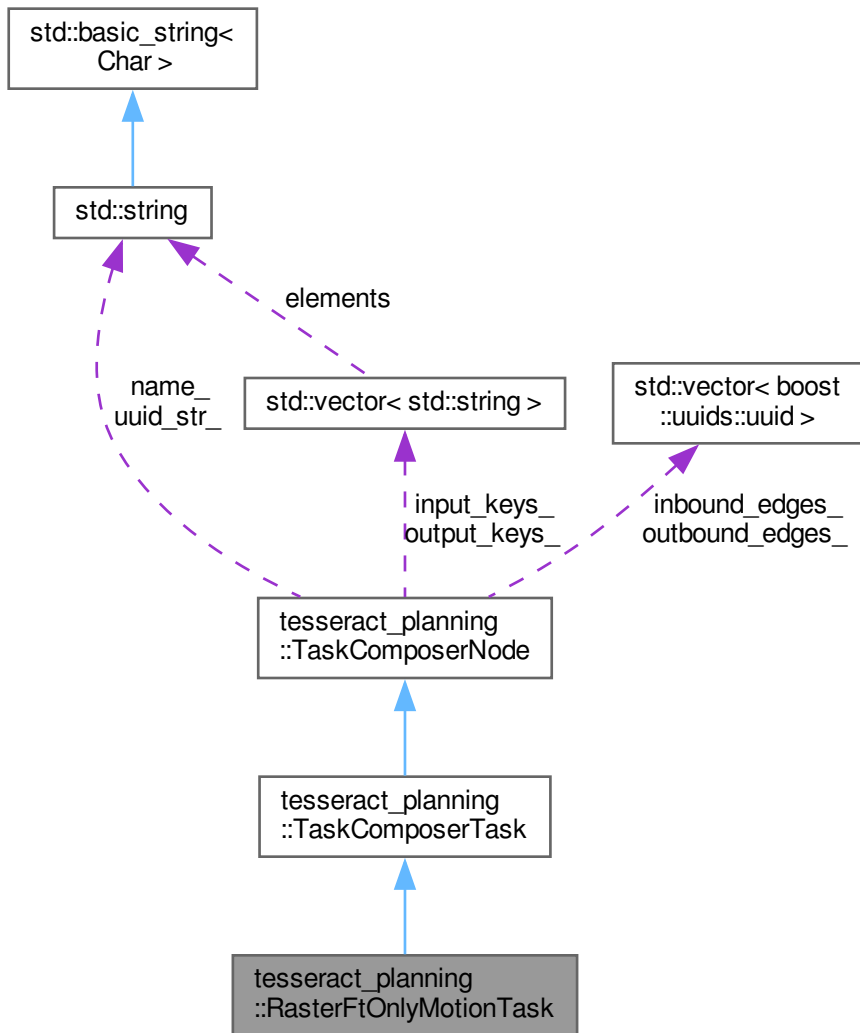 std::basic_string<
Char >
std::string
elements
name_
uuid_str_
std::vector< std::string >
std::vector< boost
::uuids::uuid >
input_keys_
output_keys_
inbound_edges_
outbound_edges_
tesseract_planning
::TaskComposerNode
tesseract_planning
::TaskComposerTask
tesseract_planning
::RasterFtOnlyMotionTask